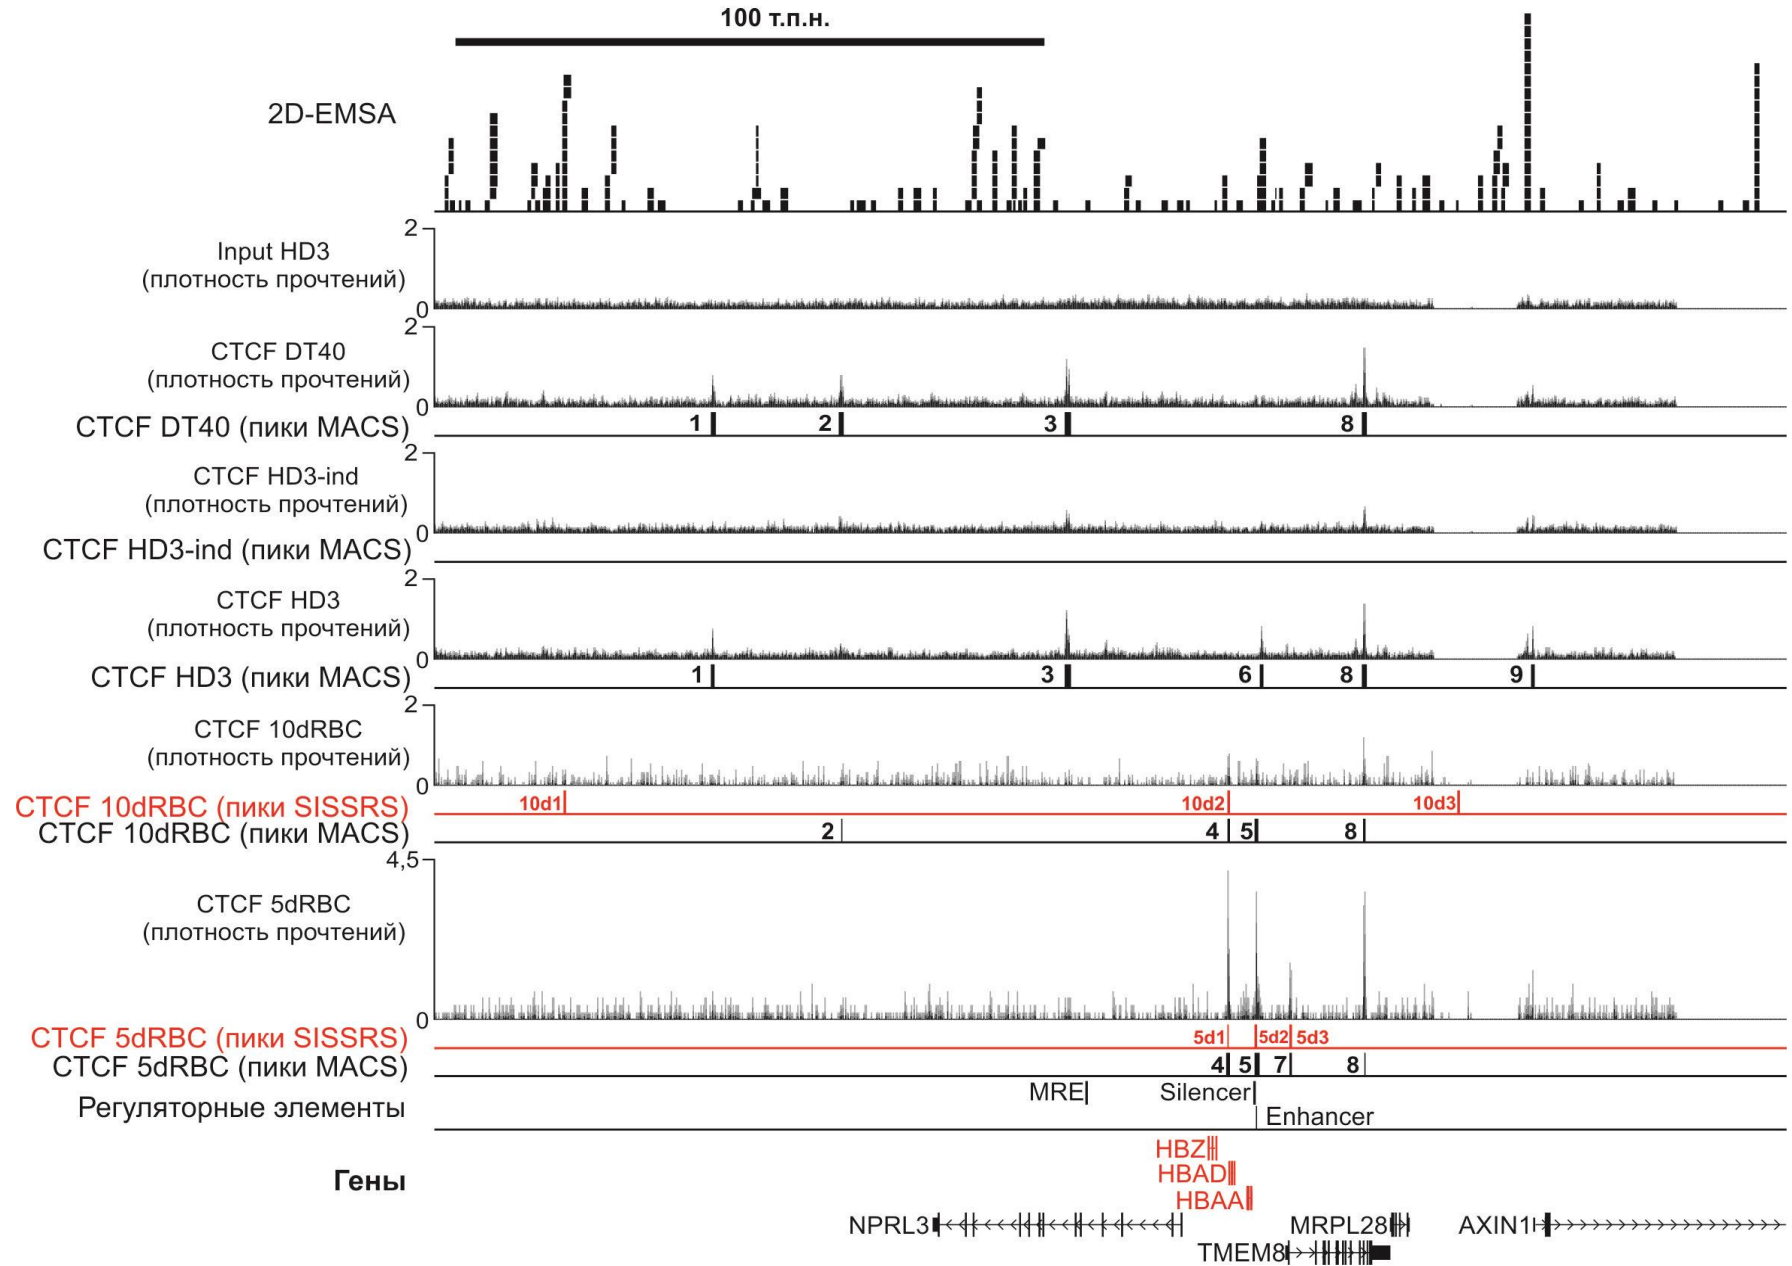 100 т.п.н.
2D-EMSA
2
Input HD3
(плотность прочтений)
0
2
CTCF DT40
(плотность прочтений)
0
CTCF DT40 (пики MACS)
1 2 3 8
2
CTCF HD3-ind
(плотность прочтений)
0
CTCF HD3-ind (пики MACS)
2
CTCF HD3
(плотность прочтений)
0
CTCF HD3 (пики MACS)
1 3 6 8 9
2
CTCF 10dRBC
(плотность прочтений)
0
CTCF 10dRBC (пики SISSRS)
10d1 10d2 10d3
CTCF 10dRBC (пики MACS)
2 4 5 8
4,5
CTCF 5dRBC
(плотность прочтений)
0
CTCF 5dRBC (пики SISSRS)
5d1 5d2 5d3
CTCF 5dRBC (пики MACS)
4 5 7 8
MRE Silencer
Регуляторные элементы
Enhancer
HBZ
HBAD
Гены
HBAA
NPRL3 MRPL28 AXIN1
TMEM8